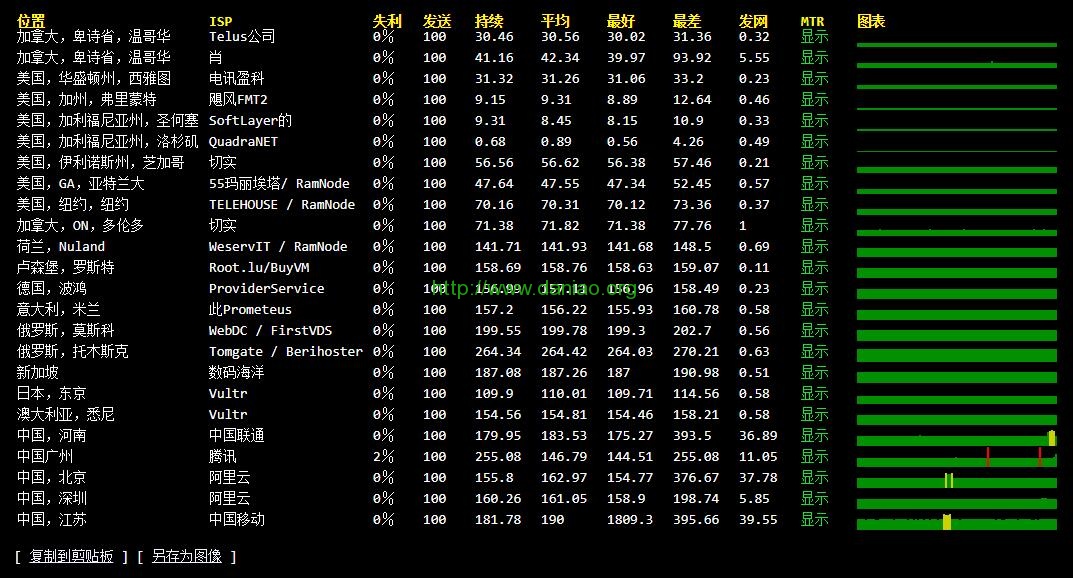 位置 ISP 失利 发送 持续 平均 最好 最差 发网 MTR 图表
加拿大，卑诗省，温哥华 Telus公司 0% 100 30.46 30.56 30.02 31.36 0.32 显示
加拿大，卑诗省，温哥华 肖 0% 100 41.16 42.34 39.97 93.92 5.55 显示
美国，华盛顿州，西雅图 电讯盈科 0% 100 31.32 31.26 31.06 33.2 0.23 显示
美国，加州，弗里蒙特 飓风FMT2 0% 100 9.15 9.31 8.89 12.64 0.46 显示
美国，加利福尼亚州，圣何塞 SoftLayer的 0% 100 9.31 8.45 8.15 10.9 0.33 显示
美国，加利福尼亚州，洛杉矶 QuadraNET 0% 100 0.68 0.89 0.56 4.26 0.49 显示
美国，伊利诺斯州，芝加哥 切实 0% 100 56.56 56.62 56.38 57.46 0.21 显示
美国，GA，亚特兰大 55玛丽埃塔/ RamNode 0% 100 47.64 47.55 47.34 52.45 0.57 显示
美国，纽约，纽约 TELEHOUSE / RamNode 0% 100 70.16 70.31 70.12 73.36 0.37 显示
加拿大，ON，多伦多 切实 0% 100 71.38 71.82 71.38 77.76 1 显示
荷兰，Nuland WeservIT / RamNode 0% 100 141.71 141.93 141.68 148.5 0.69 显示
卢森堡，罗斯特 Root.lu/BuyVM 0% 100 158.69 158.76 158.63 159.07 0.11 显示
德国，波鸿 ProviderService 0% 100 156.99 157.11 156.96 158.49 0.23 显示
http://www.daniao.org
意大利，米兰 此Prometeus 0% 100 157.2 156.22 155.93 160.78 0.58 显示
俄罗斯，莫斯科 WebDC / FirstVDS 0% 100 199.55 199.78 199.3 202.7 0.56 显示
俄罗斯，托木斯克 Tomgate / Berihoster 0% 100 264.34 264.42 264.03 270.21 0.63 显示
新加坡 数码海洋 0% 100 187.08 187.26 187 190.98 0.51 显示
日本，东京 Vultr 0% 100 109.9 110.01 109.71 114.56 0.58 显示
澳大利亚，悉尼 Vultr 0% 100 154.56 154.81 154.46 158.21 0.58 显示
中国，河南 中国联通 0% 100 179.95 183.53 175.27 393.5 36.89 显示
中国广州 腾讯 2% 100 255.08 146.79 144.51 255.08 11.05 显示
中国，北京 阿里云 0% 100 155.8 162.97 154.77 376.67 37.78 显示
中国，深圳 阿里云 0% 100 160.26 161.05 158.9 198.74 5.85 显示
中国，江苏 中国移动 0% 100 181.78 190 1809.3 395.66 39.55 显示
[ 复制到剪贴板 ] [ 另存为图像 ]